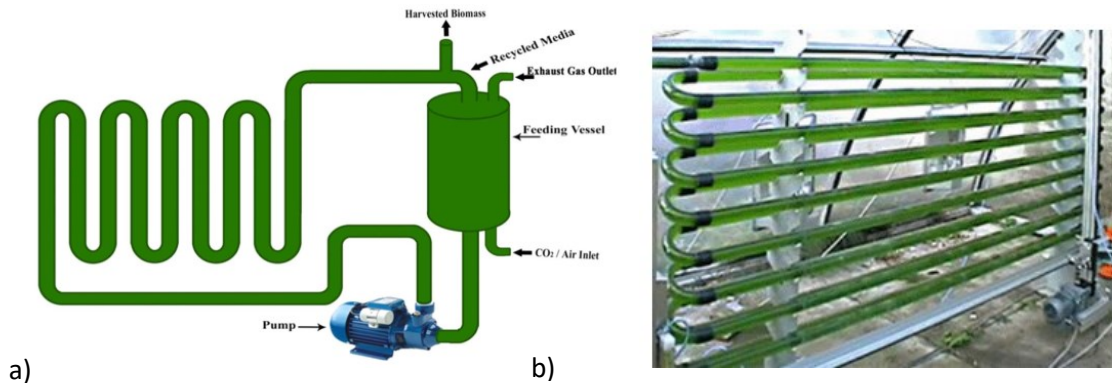 Harvested Biomass
Recycled Media
Exhaust Gas Outlet
Feeding Vessel
CO₂ / Air Inlet
Pump
a)
b)